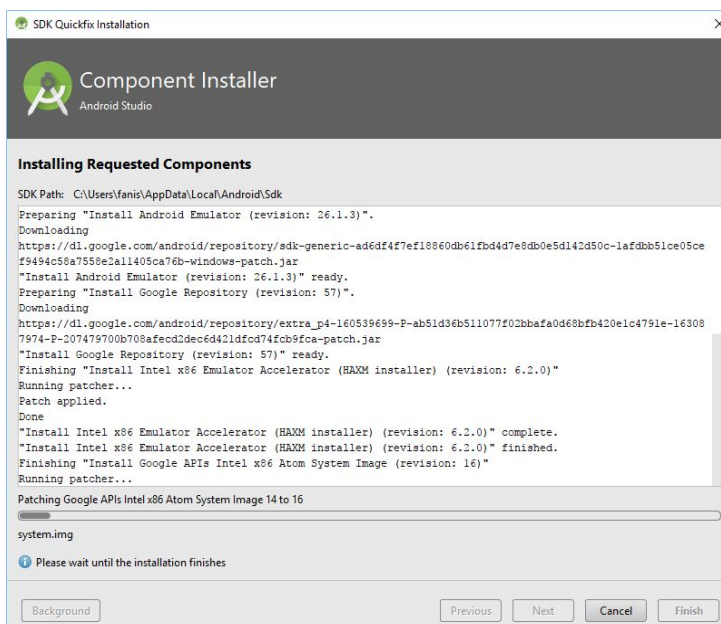 SDK Quickfix Installation
Component Installer
Android Studio
Installing Requested Components
SDK Path: C:\Users\fanis\AppData\Local\Android\Sdk
Preparing "Install Android Emulator (revision: 26.1.3)".
Downloading
https://dl.google.com/android/repository/sdk-generic-ad6df4f7ef18860db61fbd4d7e8db0e5d142d50c-1afdbb51ce05ce
f9494c58a7558e2a11405ca76b-windows-patch.jar
"Install Android Emulator (revision: 26.1.3)" ready.
Preparing "Install Google Repository (revision: 57)".
Downloading
https://dl.google.com/android/repository/extra_p4-160539699-P-ab51d36b511077f02bbafa0d68bfb420e1c4791e-16308
7974-P-207479700b708afecd2dec6d421dfcd74fcb9fca-patch.jar
"Install Google Repository (revision: 57)" ready.
Finishing "Install Intel x86 Emulator Accelerator (HAXM installer) (revision: 6.2.0)"
Running patcher...
Patch applied.
Done
"Install Intel x86 Emulator Accelerator (HAXM installer) (revision: 6.2.0)" complete.
"Install Intel x86 Emulator Accelerator (HAXM installer) (revision: 6.2.0)" finished.
Finishing "Install Google APIs Intel x86 Atom System Image (revision: 16)"
Running patcher...
Patching Google APIs Intel x86 Atom System Image 14 to 16
system.img
Please wait until the installation finishes
Background Previous Next Cancel Finish